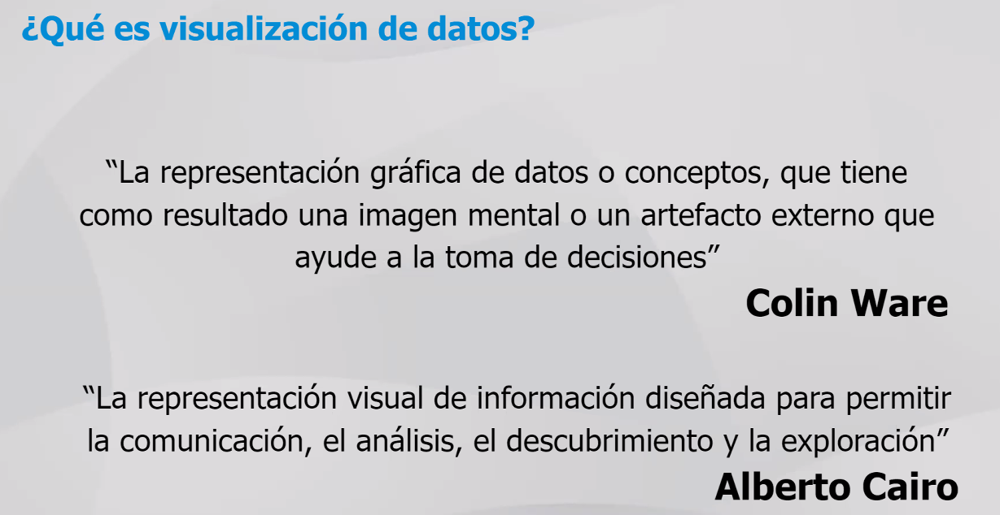 ¿Qué es visualización de datos?
“La representación gráfica de datos o conceptos, que tiene
como resultado una imagen mental o un artefacto externo que
ayude a la toma de decisiones”
Colin Ware
“La representación visual de información diseñada para permitir
la comunicación, el análisis, el descubrimiento y la exploración”
Alberto Cairo